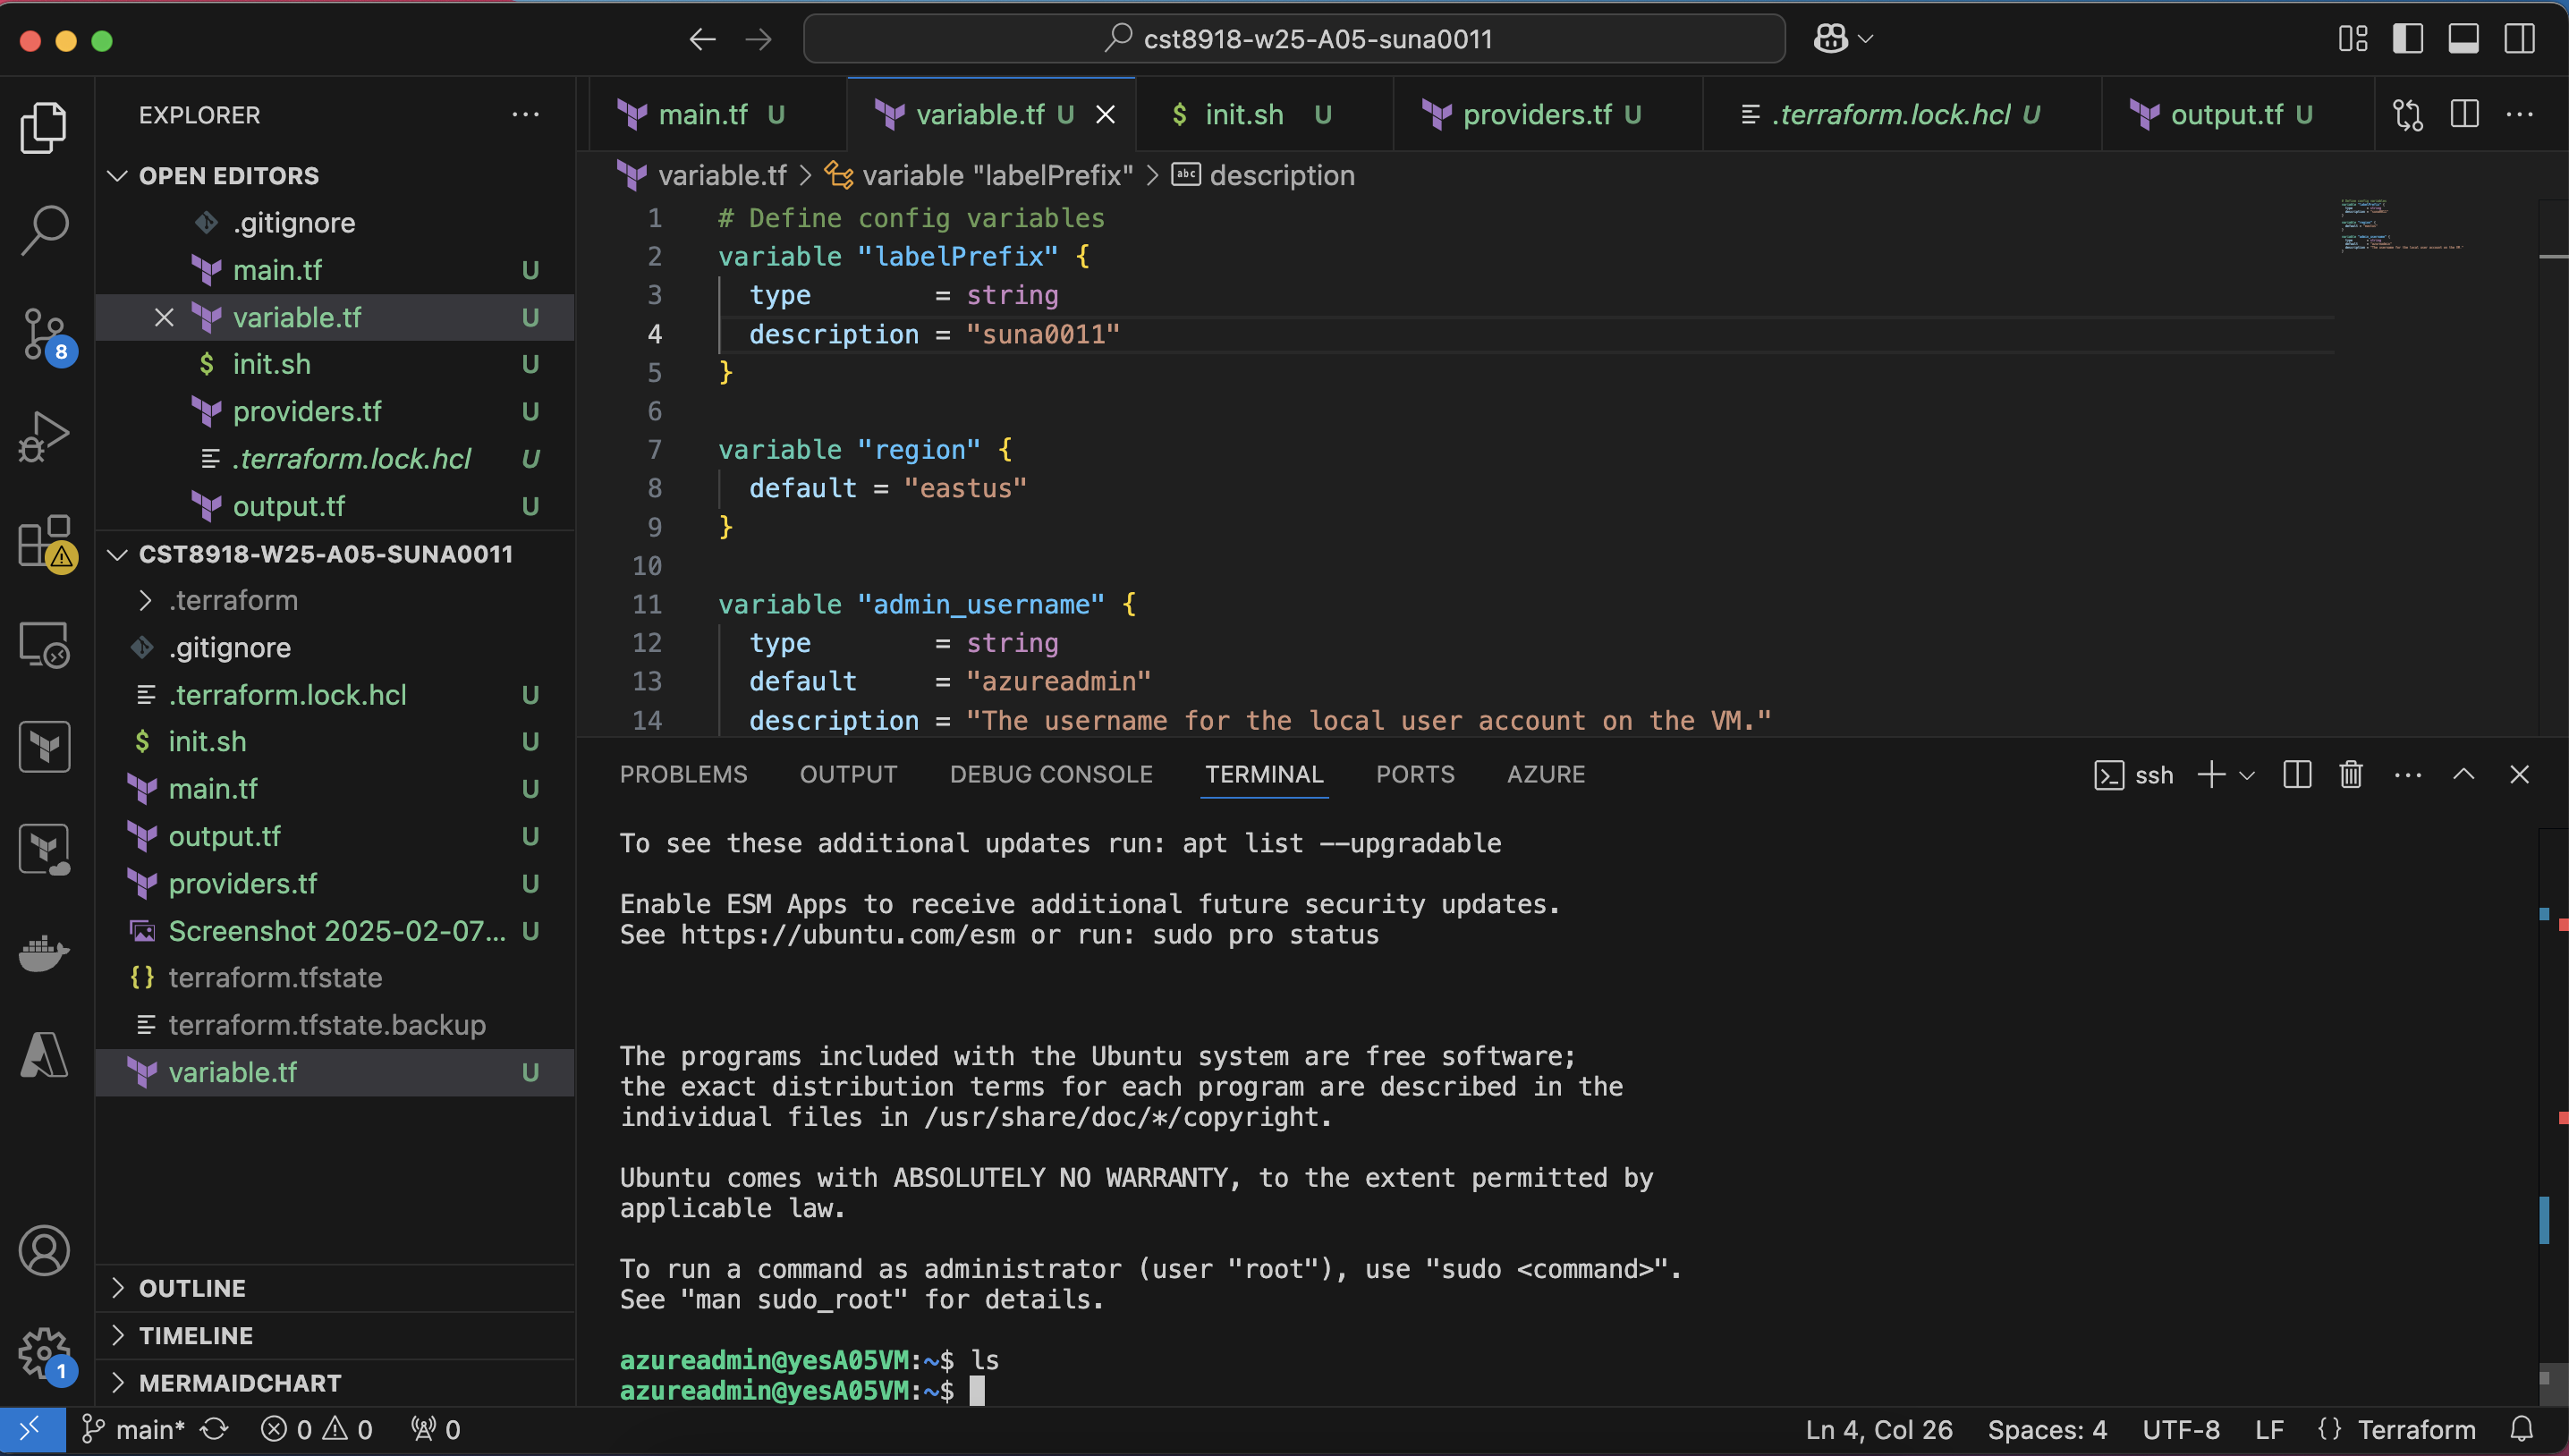 cst8918-w25-A05-suna0011
EXPLORER
main.tf U
variable.tf U
$ init.sh U
providers.tf U
.terraform.lock.hcl U
output.tf U
OPEN EDITORS
.gitignore
main.tf U
variable.tf U
$ init.sh U
providers.tf U
.terraform.lock.hcl U
output.tf U
CST8918-W25-A05-SUNA0011
.terraform
.gitignore
.terraform.lock.hcl U
$ init.sh U
main.tf U
output.tf U
providers.tf U
Screenshot 2025-02-07... U
{} terraform.tfstate
terraform.tfstate.backup
variable.tf U
OUTLINE
TIMELINE
MERMAIDCHART
8
1
variable.tf > variable "labelPrefix" > abc description
1 # Define config variables
2 variable "labelPrefix" {
3 type = string
4 description = "suna0011"
5 }
6
7 variable "region" {
8 default = "eastus"
9 }
10
11 variable "admin_username" {
12 type = string
13 default = "azureadmin"
14 description = "The username for the local user account on the VM."
PROBLEMS OUTPUT DEBUG CONSOLE TERMINAL PORTS AZURE
ssh
To see these additional updates run: apt list --upgradable
Enable ESM Apps to receive additional future security updates.
See https://ubuntu.com/esm or run: sudo pro status
The programs included with the Ubuntu system are free software;
the exact distribution terms for each program are described in the
individual files in /usr/share/doc/*/copyright.
Ubuntu comes with ABSOLUTELY NO WARRANTY, to the extent permitted by
applicable law.
To run a command as administrator (user "root"), use "sudo <command>".
See "man sudo_root" for details.
azureadmin@yesA05VM:~$ ls
azureadmin@yesA05VM:~$
main* 0 0 0
Ln 4, Col 26 Spaces: 4 UTF-8 LF {} Terraform